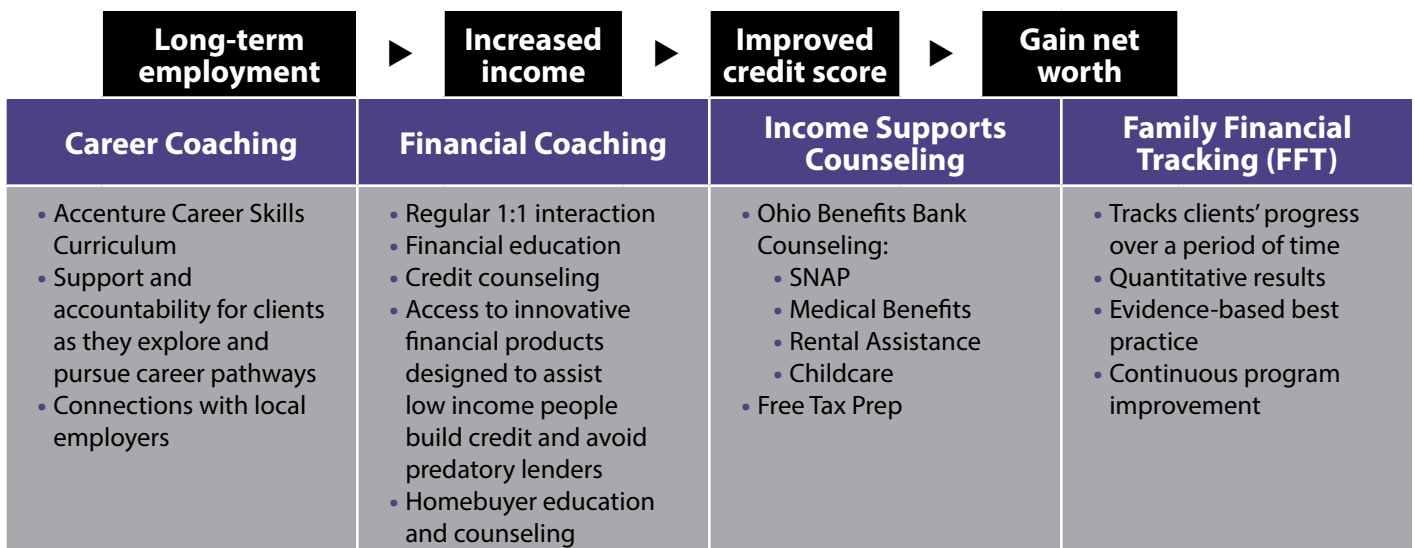 Long-term
employment
Increased
income
Improved
credit score
Gain net
worth
Career Coaching
Financial Coaching
Income Supports
Counseling
Family Financial
Tracking (FFT)
• Accenture Career Skills
Curriculum
• Support and
accountability for clients
as they explore and
pursue career pathways
• Connections with local
employers
• Regular 1:1 interaction
• Financial education
• Credit counseling
• Access to innovative
financial products
designed to assist
low income people
build credit and avoid
predatory lenders
• Homebuyer education
and counseling
• Ohio Benefits Bank
Counseling:
• SNAP
• Medical Benefits
• Rental Assistance
• Childcare
• Free Tax Prep
• Tracks clients’ progress
over a period of time
• Quantitative results
• Evidence-based best
practice
• Continuous program
improvement